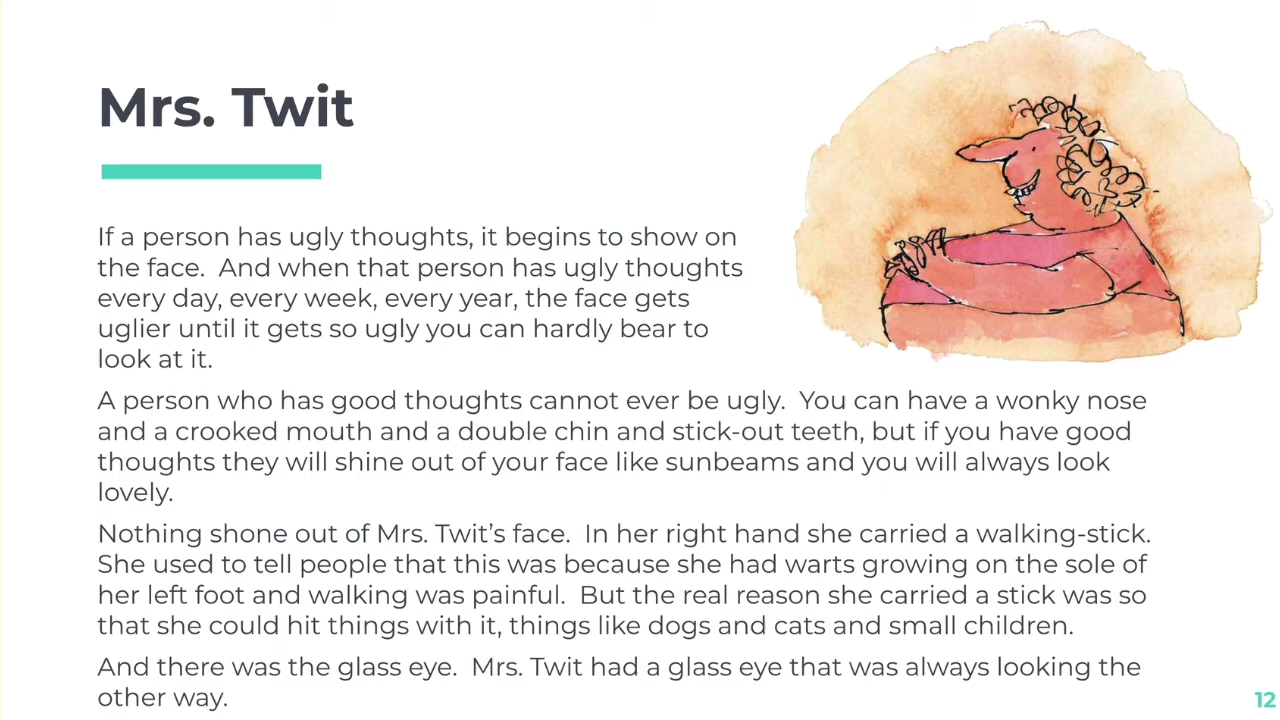 Mrs. Twit
If a person has ugly thoughts, it begins to show on
the face.  And when that person has ugly thoughts
every day, every week, every year, the face gets
uglier until it gets so ugly you can hardly bear to
look at it.
A person who has good thoughts cannot ever be ugly.  You can have a wonky nose
and a crooked mouth and a double chin and stick-out teeth, but if you have good
thoughts they will shine out of your face like sunbeams and you will always look
lovely.
Nothing shone out of Mrs. Twit’s face.  In her right hand she carried a walking-stick.
She used to tell people that this was because she had warts growing on the sole of
her left foot and walking was painful.  But the real reason she carried a stick was so
that she could hit things with it, things like dogs and cats and small children.
And there was the glass eye.  Mrs. Twit had a glass eye that was always looking the
other way.
12